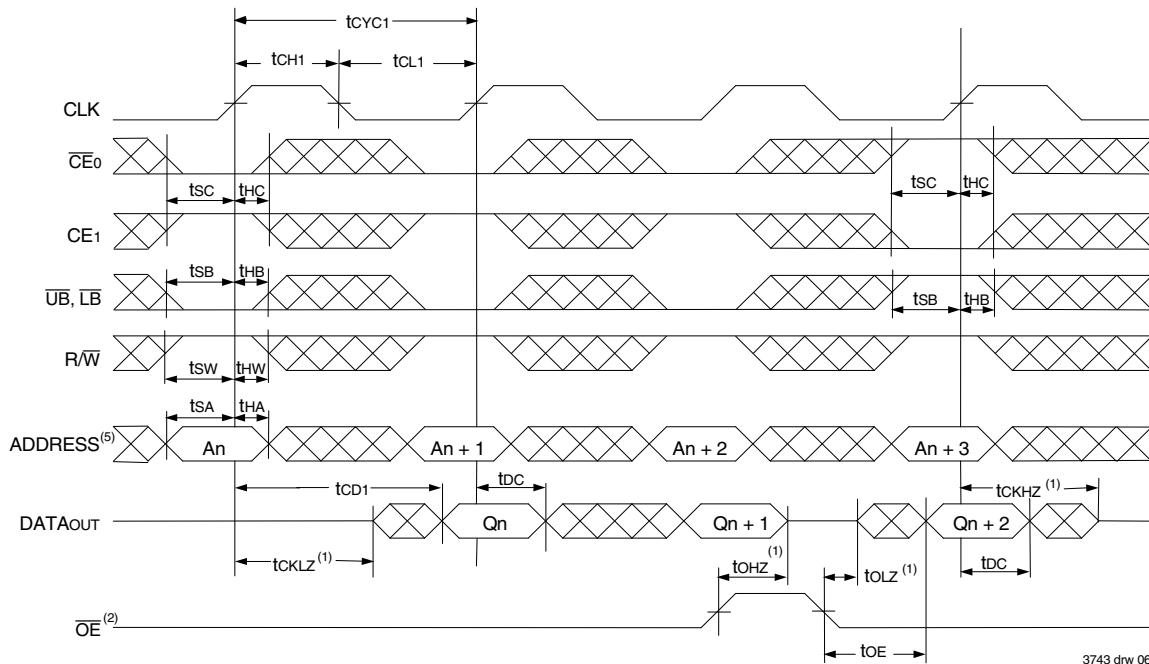 tCYC1
tCH1 tCL1
CLK
CE0
tSC tHC tSC tHC
CE1
tSB tHB
UB, LB
tSB tHB
R/W
tSW tHW
tSA tHA
ADDRESS(5) An An + 1 An + 2 An + 3
tCD1 tDC tCKHZ (1)
DATAOUT Qn Qn + 1 Qn + 2
tCKLZ (1) tOHZ (1) tOLZ (1) tDC
OE (2)
tOE
3743 drw 06